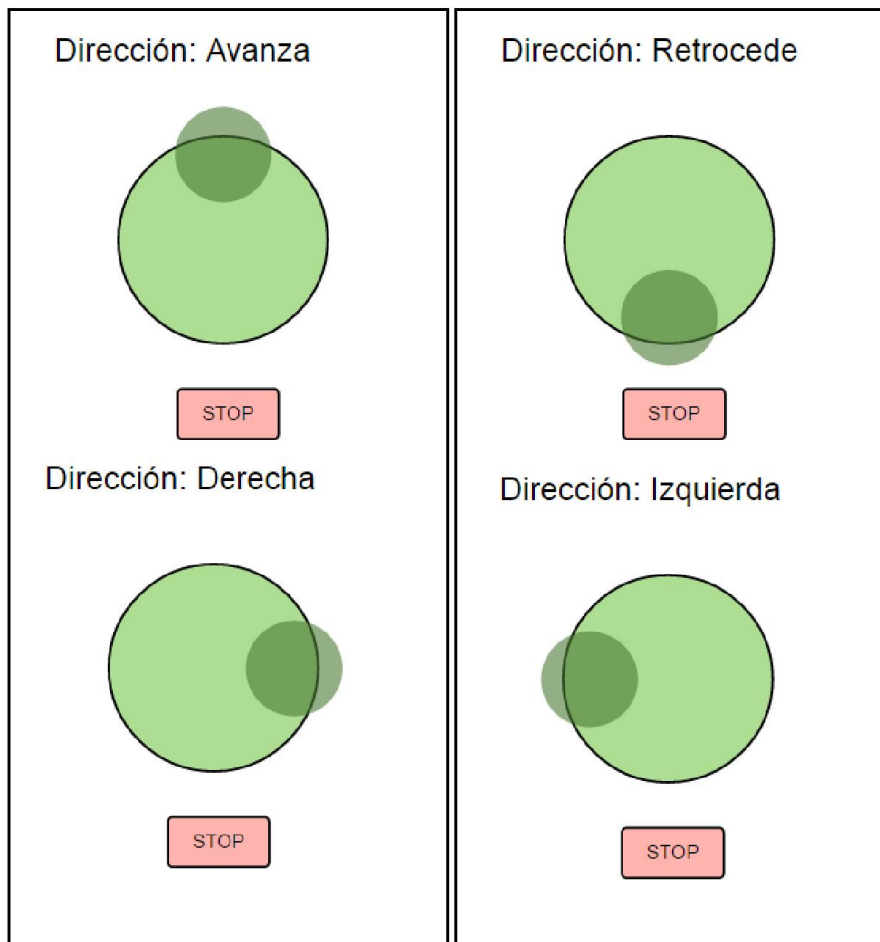 Dirección: Avanza
STOP
Dirección: Retrocede
STOP
Dirección: Derecha
STOP
Dirección: Izquierda
STOP